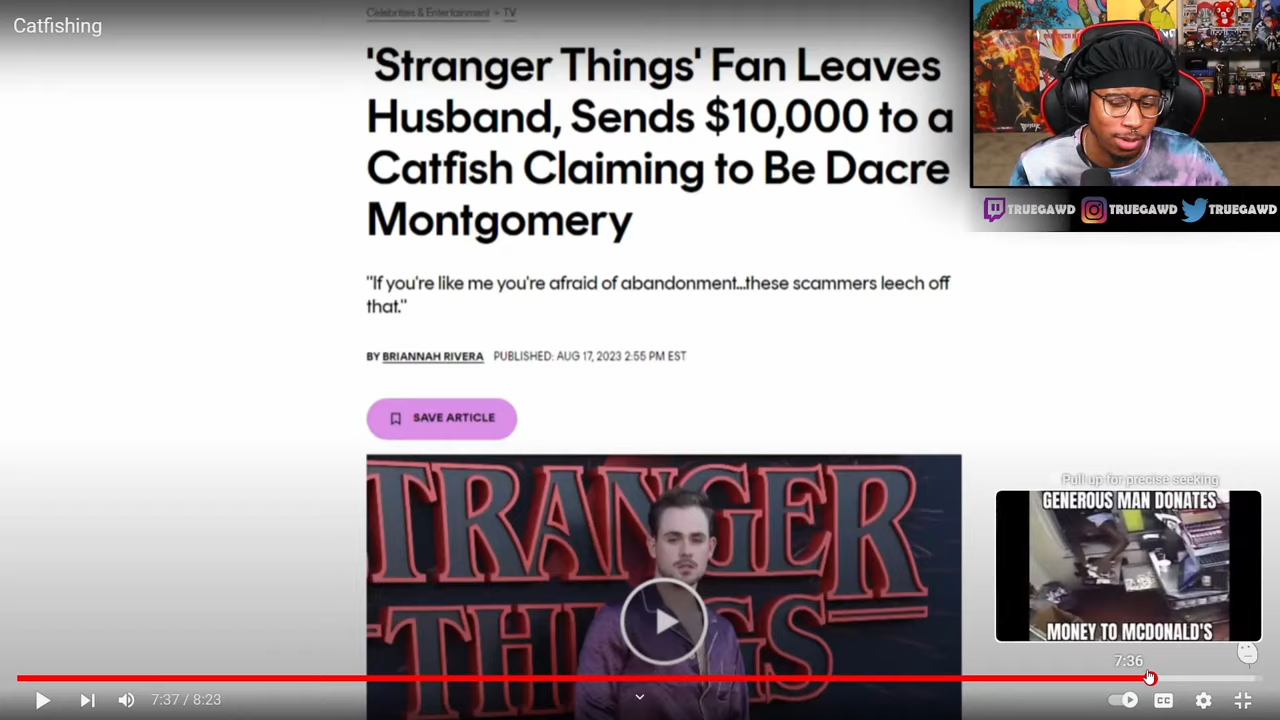 Catfishing
Celebrities & Entertainment • TV
'Stranger Things' Fan Leaves
Husband, Sends $10,000 to a
Catfish Claiming to Be Dacre
Montgomery
"If you're like me you're afraid of abandonment...these scammers leech off
that."
BY BRIANNAH RIVERA PUBLISHED: AUG 17, 2023 2:55 PM EST
SAVE ARTICLE
TRANGER
THINGS
TRUEGAWD TRUEGAWD TRUEGAWD
Pull up for precise seeking
GENEROUS MAN DONATES
MONEY TO MCDONALD'S
7:36
7:37 / 8:23
CC